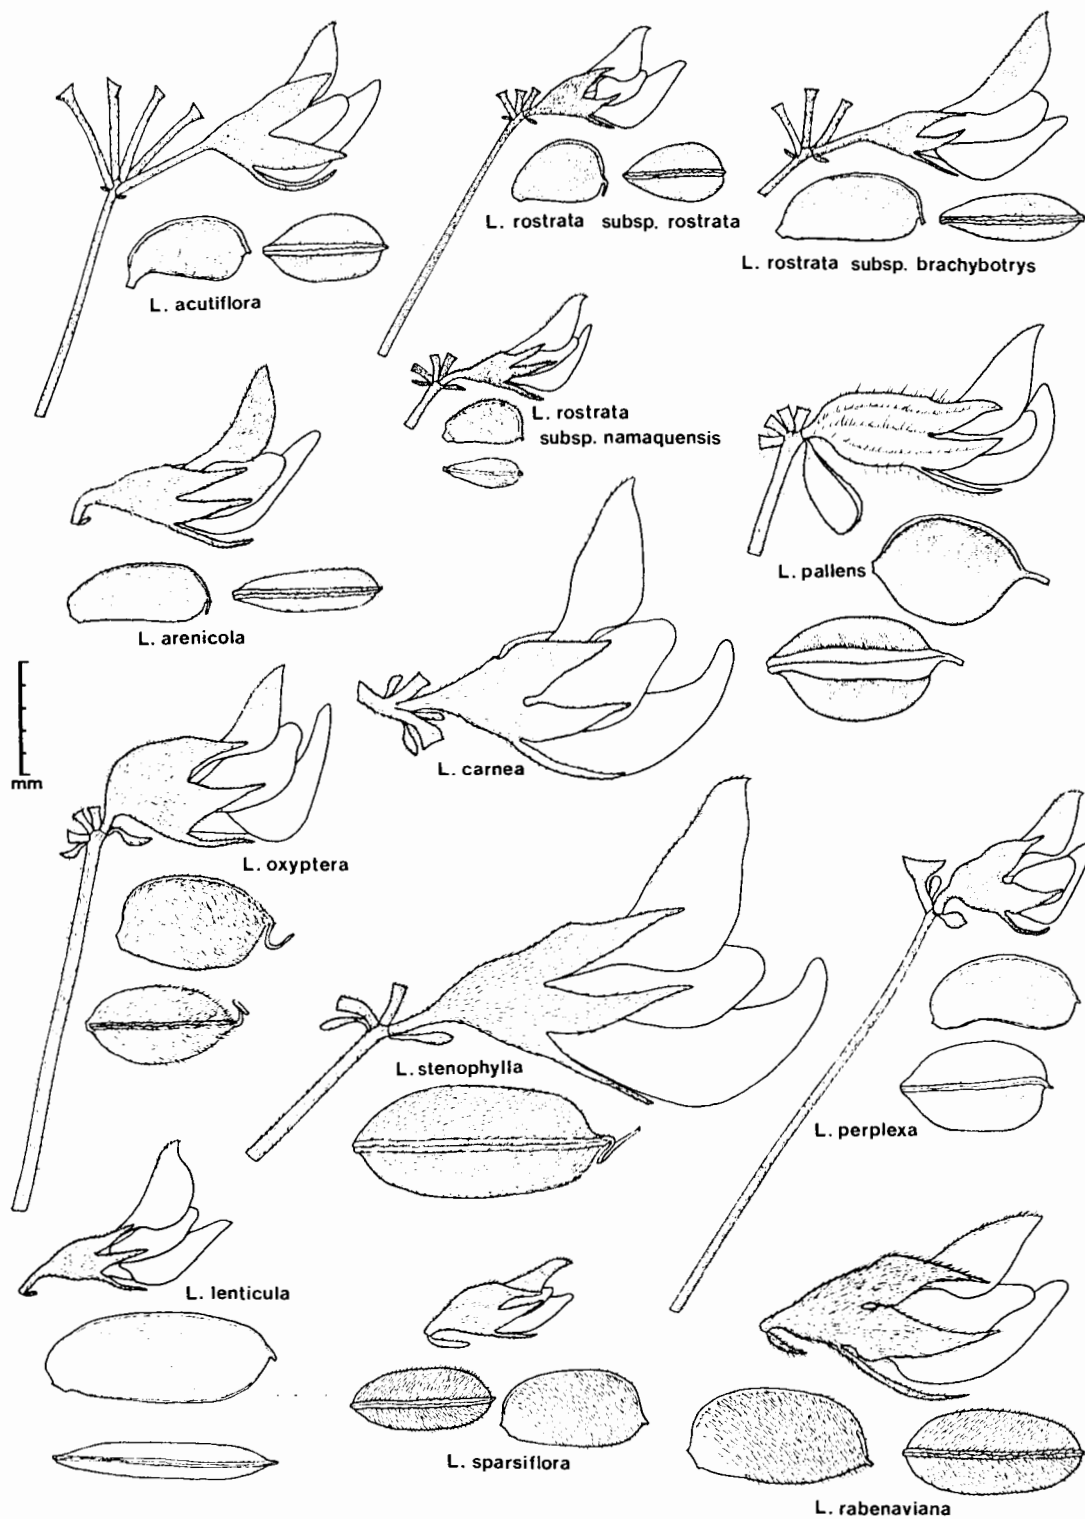 L. rostrata subsp. rostrata
L. rostrata subsp. brachybotrys
L. acutiflora
L. rostrata
subsp. namaquensis
L. pallens
L. arenicola
L. carnea
mm
L. oxyptera
L. stenophylla
L. perplexa
L. lenticula
L. sparsiflora
L. rabenaviana